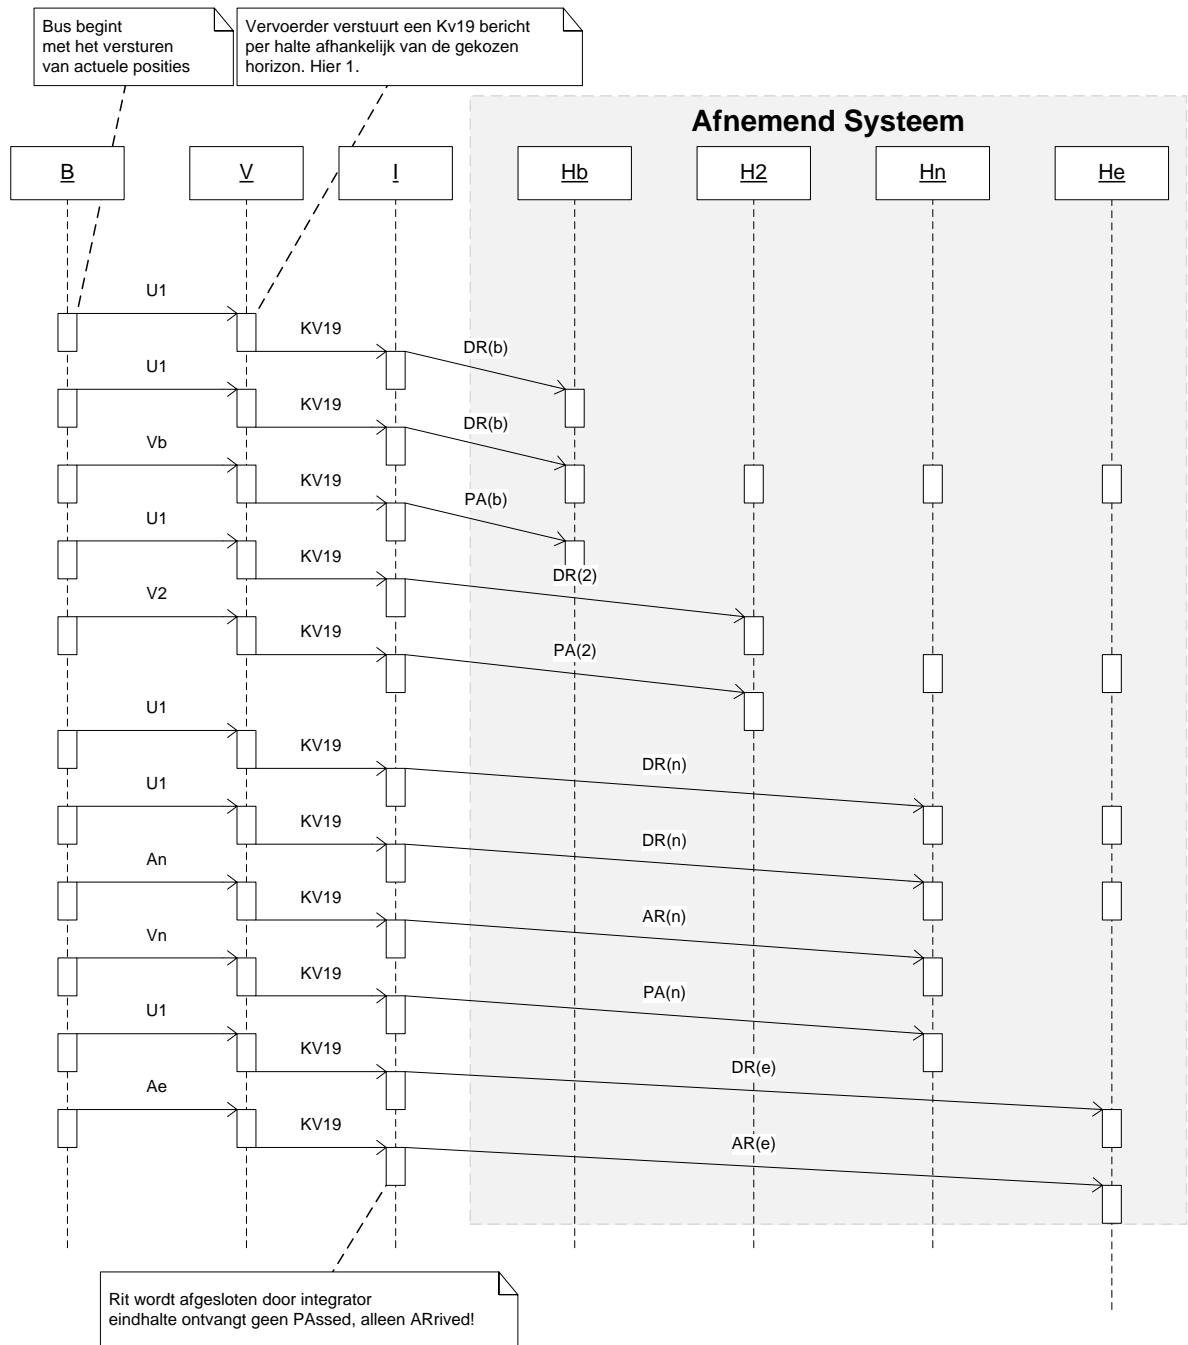 Bus begint
met het versturen
van actuele posities
Vervoerder verstuurt een Kv19 bericht
per halte afhankelijk van de gekozen
horizon. Hier 1.
Afnemend Systeem
B
V
I
Hb
H2
Hn
He
U1
KV19
DR(b)
U1
KV19
DR(b)
Vb
KV19
PA(b)
U1
KV19
DR(2)
V2
KV19
PA(2)
U1
KV19
DR(n)
U1
KV19
DR(n)
An
KV19
AR(n)
Vn
KV19
PA(n)
U1
KV19
DR(e)
Ae
KV19
AR(e)
Rit wordt afgesloten door integrator
eindhalte ontvangt geen PAssed, alleen ARrived!